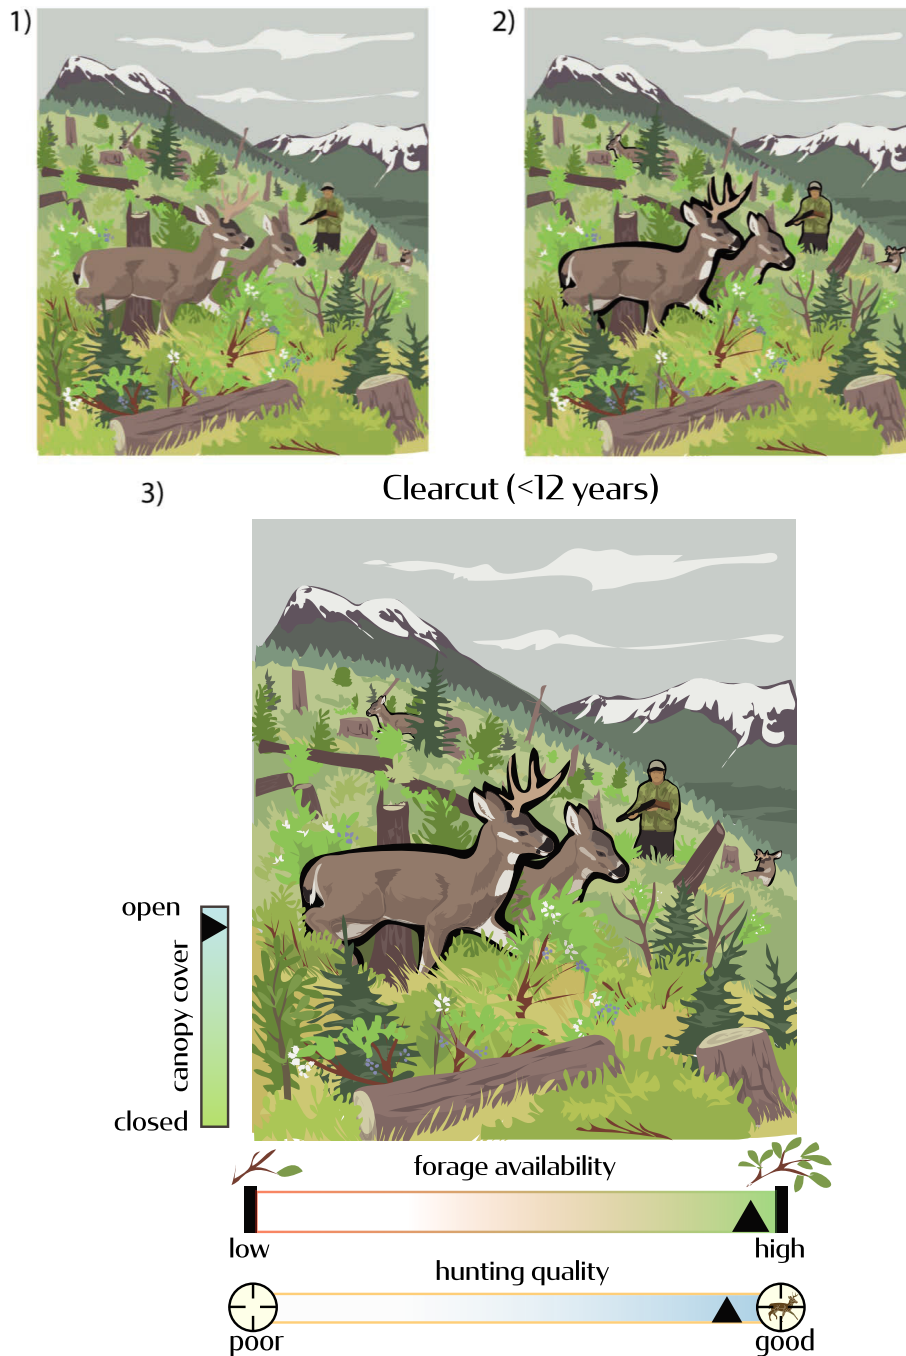 1)
2)
3)
Clearcut (<12 years)
open
canopy cover
closed
forage availability
low
high
hunting quality
poor
good